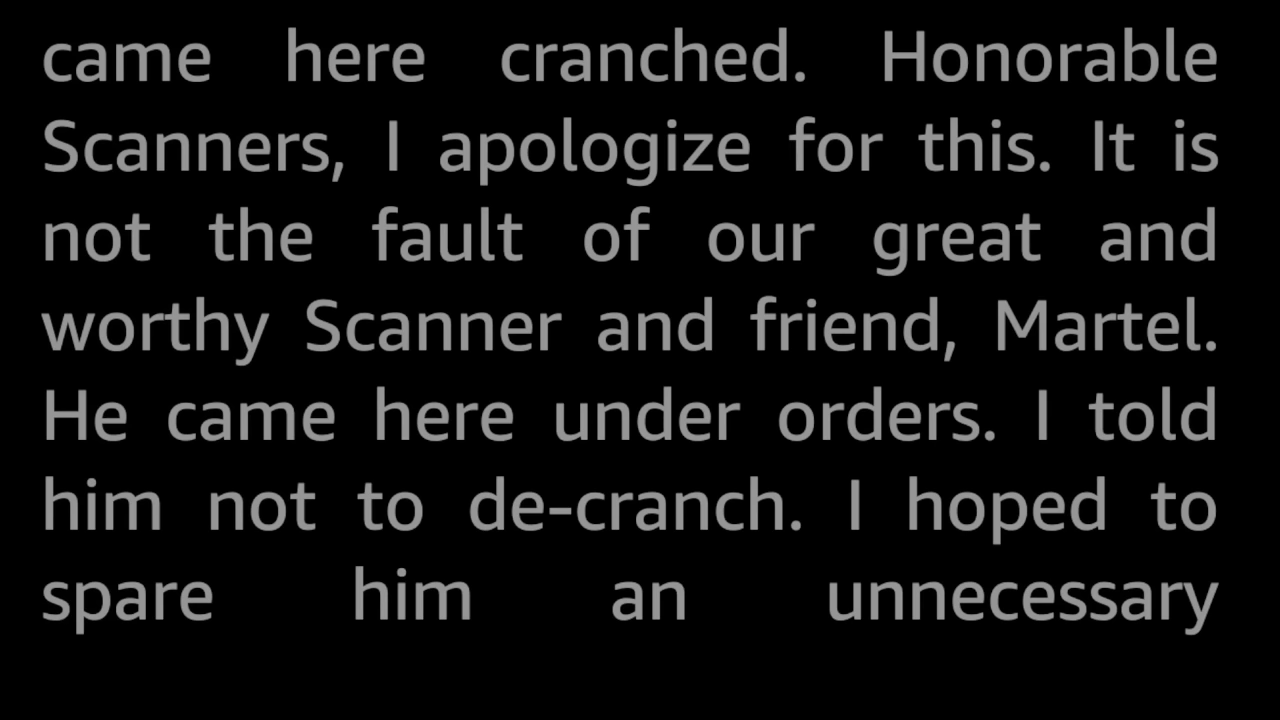 came here cranched. Honorable
Scanners, I apologize for this. It is
not the fault of our great and
worthy Scanner and friend, Martel.
He came here under orders. I told
him not to de-cranch. I hoped to
spare him an unnecessary